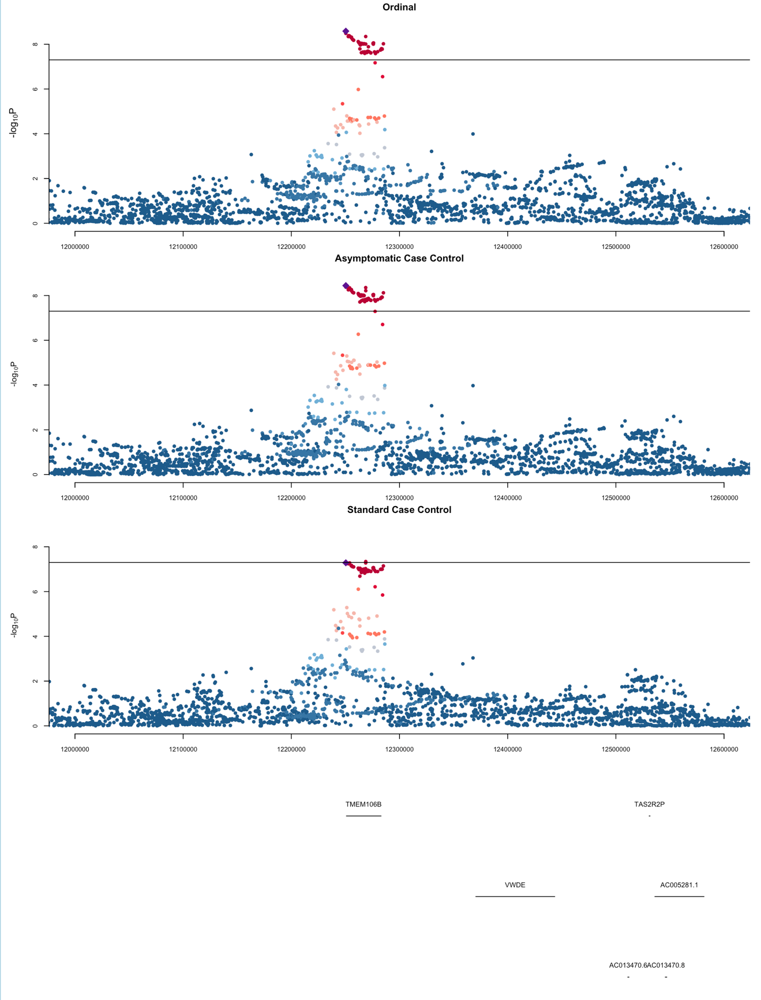 Ordinal
8
6
4
2
0
-log10P
12000000 12100000 12200000 12300000 12400000 12500000 12600000
Asymptomatic Case Control
8
6
4
2
0
-log10P
12000000 12100000 12200000 12300000 12400000 12500000 12600000
Standard Case Control
8
6
4
2
0
-log10P
12000000 12100000 12200000 12300000 12400000 12500000 12600000
TMEM106B TAS2R2P
VWDE AC005281.1
AC013470.6AC013470.8